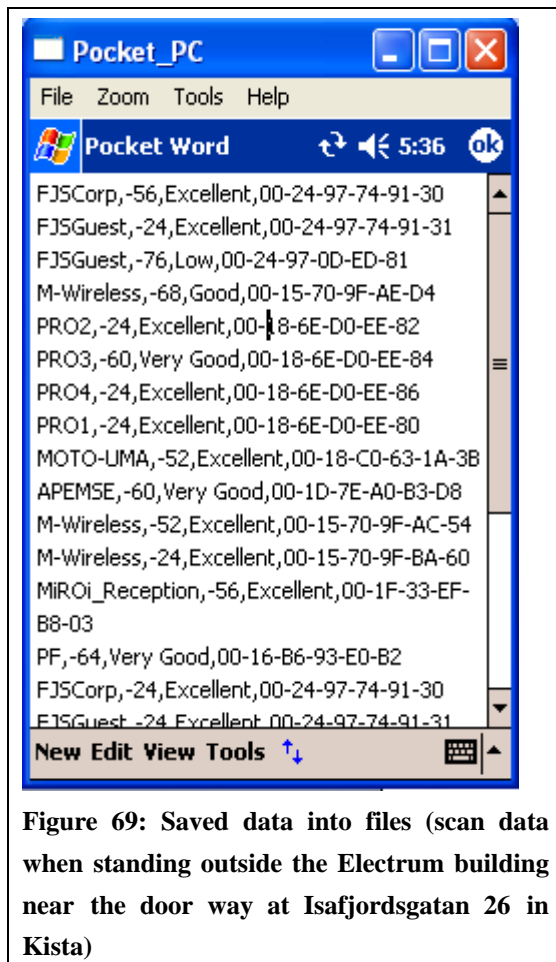 Pocket_PC
File Zoom Tools Help
Pocket Word 5:36 ok
FJSCorp,-56,Excellent,00-24-97-74-91-30
FJSGuest,-24,Excellent,00-24-97-74-91-31
FJSGuest,-76,Low,00-24-97-0D-ED-81
M-Wireless,-68,Good,00-15-70-9F-AE-D4
PRO2,-24,Excellent,00-18-6E-D0-EE-82
PRO3,-60,Very Good,00-18-6E-D0-EE-84
PRO4,-24,Excellent,00-18-6E-D0-EE-86
PRO1,-24,Excellent,00-18-6E-D0-EE-80
MOTO-UMA,-52,Excellent,00-18-C0-63-1A-3B
APEMSE,-60,Very Good,00-1D-7E-A0-B3-D8
M-Wireless,-52,Excellent,00-15-70-9F-AC-54
M-Wireless,-24,Excellent,00-15-70-9F-BA-60
MiROi_Reception,-56,Excellent,00-1F-33-EF-
B8-03
PF,-64,Very Good,00-16-B6-93-E0-B2
FJSCorp,-24,Excellent,00-24-97-74-91-30
FJSGuest,-24,Excellent,00-24-97-74-91-31
New Edit View Tools
Figure 69: Saved data into files (scan data
when standing outside the Electrum building
near the door way at Isafjordsgatan 26 in
Kista)